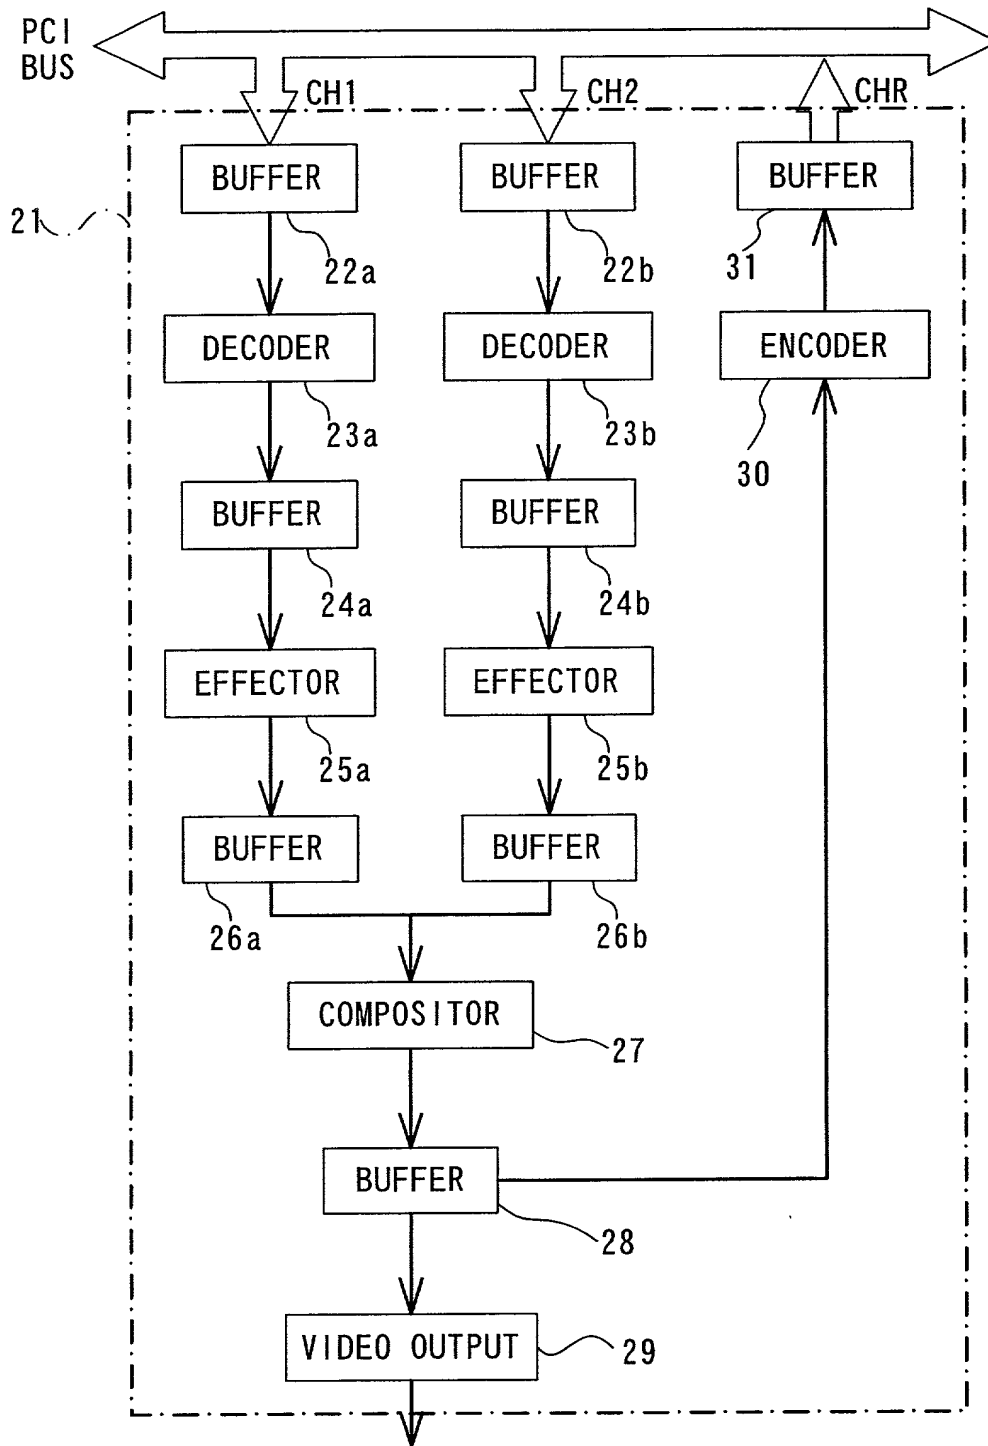 PCI
BUS
CH1
CH2
CHR
BUFFER
BUFFER
BUFFER
21
22a
22b
31
DECODER
DECODER
ENCODER
23a
23b
30
BUFFER
BUFFER
24a
24b
EFFECTOR
EFFECTOR
25a
25b
BUFFER
BUFFER
26a
26b
COMPOSITOR
27
BUFFER
28
VIDEO OUTPUT
29